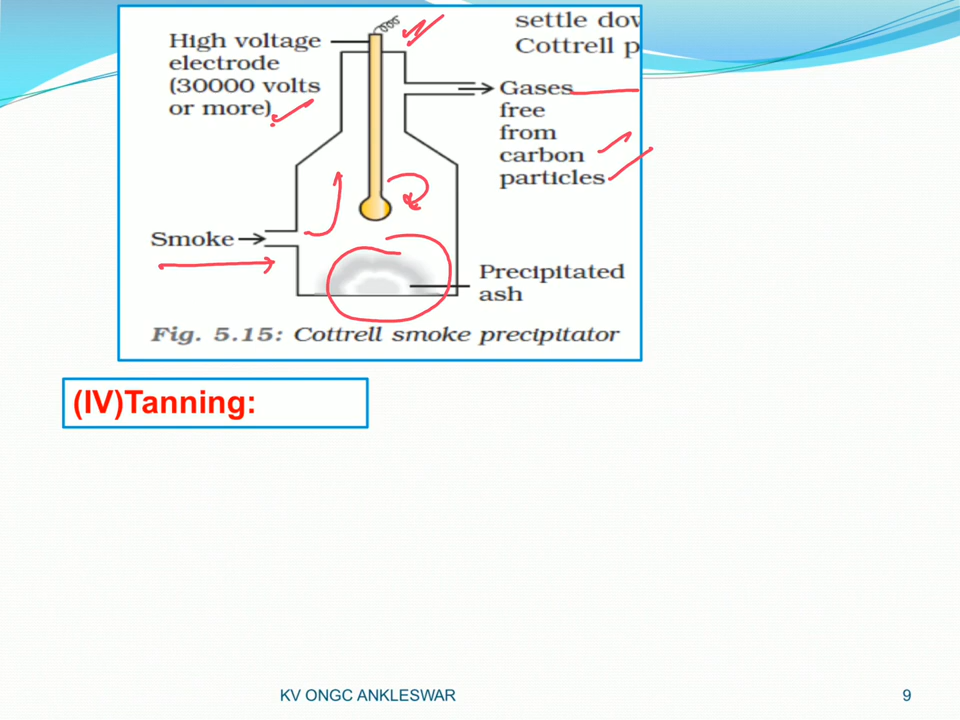 settle
Cottrell
High voltage
electrode
(30000 volts
or more)
Gases
free
from
carbon
particles
Smoke
Precipitated
ash
Fig. 5.15: Cottrell smoke precipitator
(IV)Tanning:
KV ONGC ANKLESWAR
9